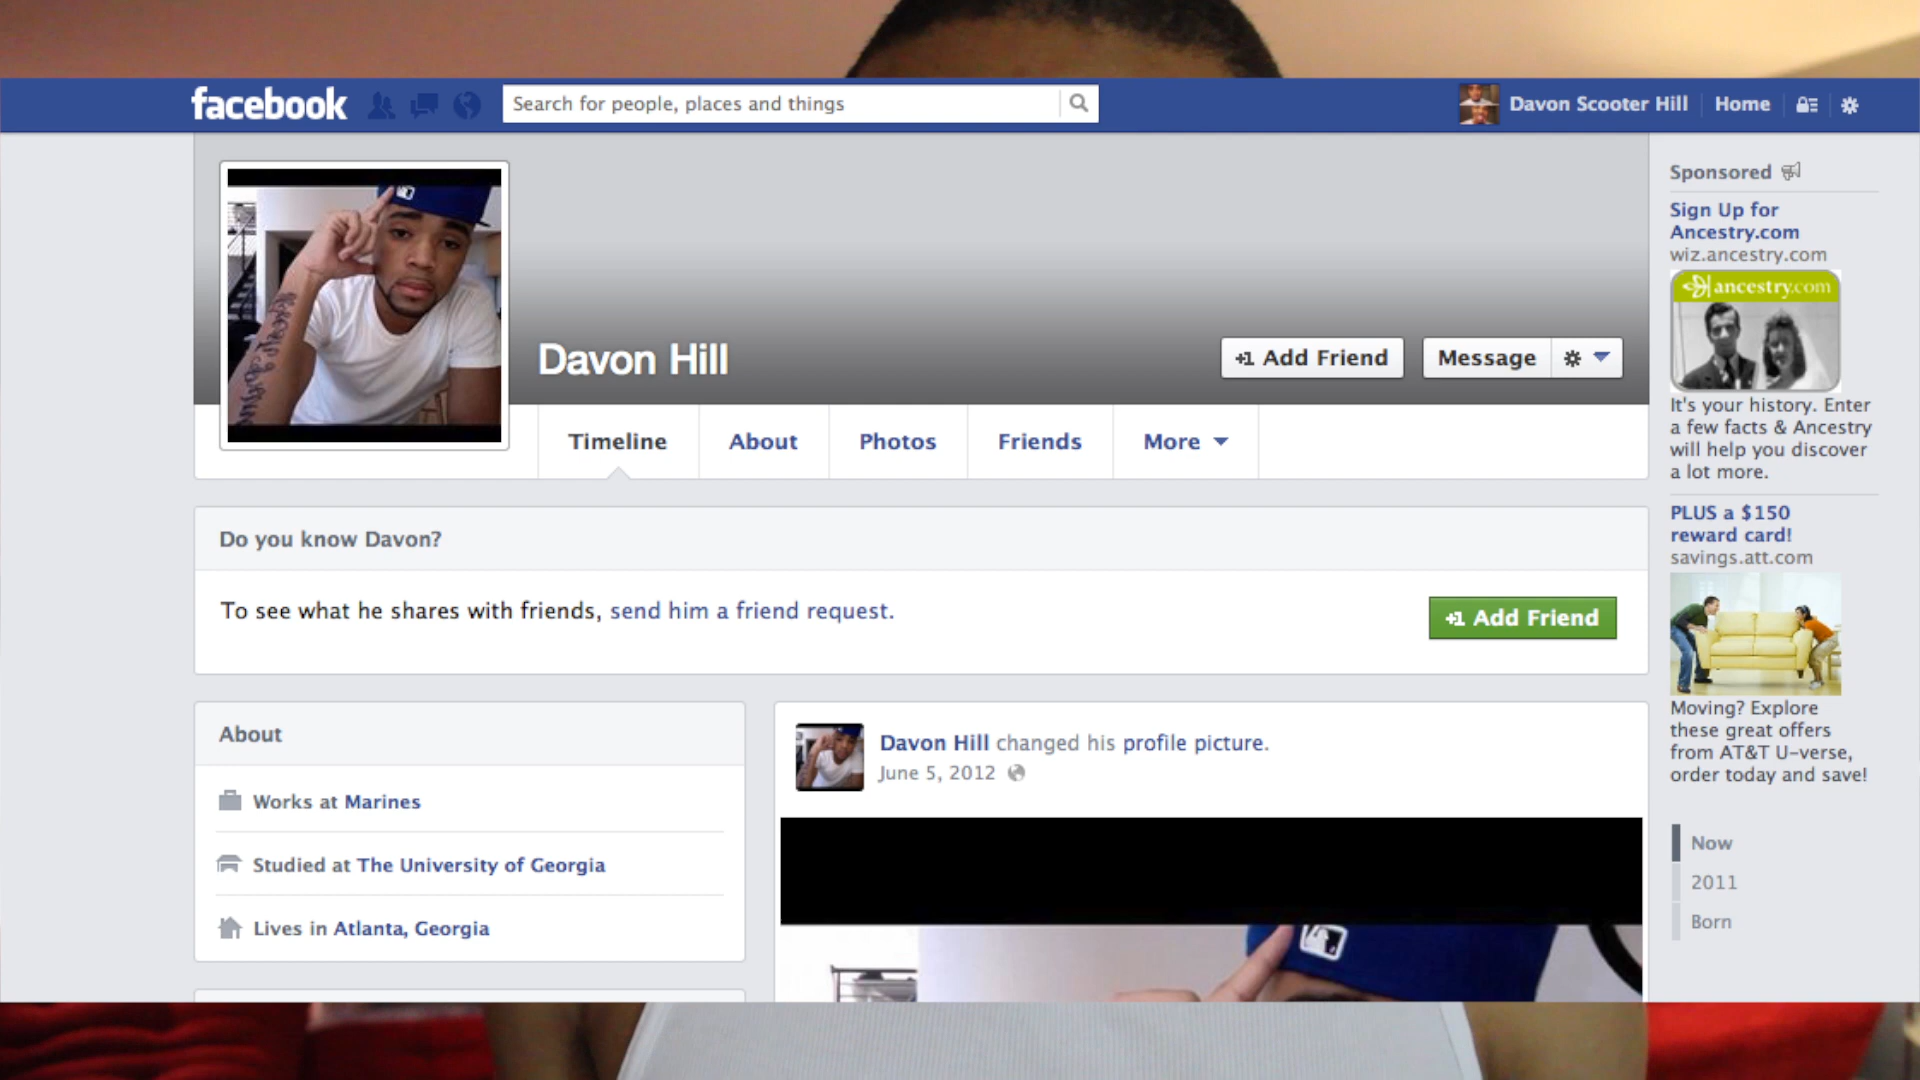 facebook
Search for people, places and things
Davon Scooter Hill
Home
Davon Hill
+1 Add Friend
Message
Timeline
About
Photos
Friends
More
Do you know Davon?
To see what he shares with friends, send him a friend request.
+1 Add Friend
About
Works at Marines
Studied at The University of Georgia
Lives in Atlanta, Georgia
Davon Hill changed his profile picture.
June 5, 2012
Sponsored
Sign Up for
Ancestry.com
wiz.ancestry.com
ancestry.com
It's your history. Enter
a few facts & Ancestry
will help you discover
a lot more.
PLUS a $150
reward card!
savings.att.com
Moving? Explore
these great offers
from AT&T U-verse,
order today and save!
Now
2011
Born